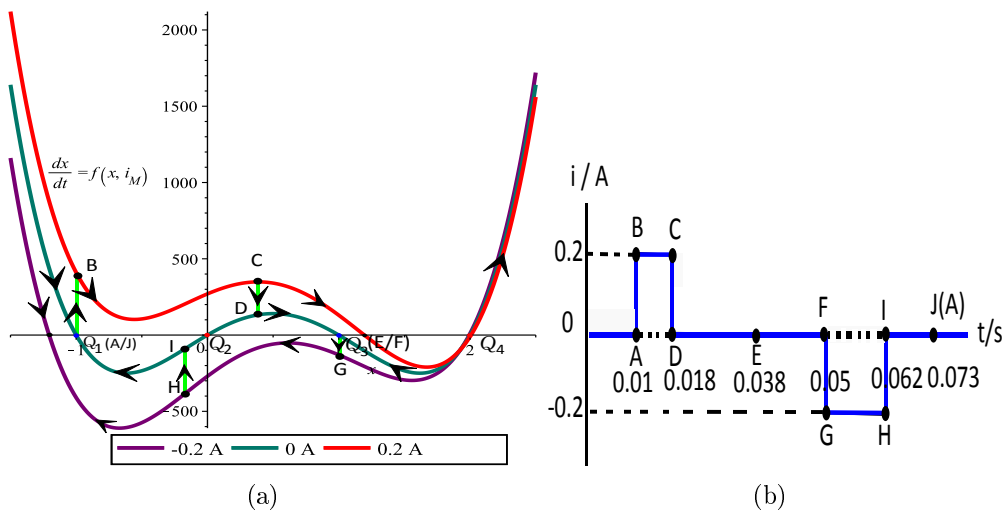 2000
1500
dx/dt = f(x, i_M)
1000
500
B
C
D
Q₁(A/J)
-1
I
0
Q₂
Q₃(F/F)
x
2
Q₄
G
H
-500
-0.2 A
0 A
0.2 A
(a)
i / A
B
C
0.2
0
F
I
J(A)
t/s
A
D
E
0.01
0.018
0.038
0.05
0.062
0.073
-0.2
G
H
(b)